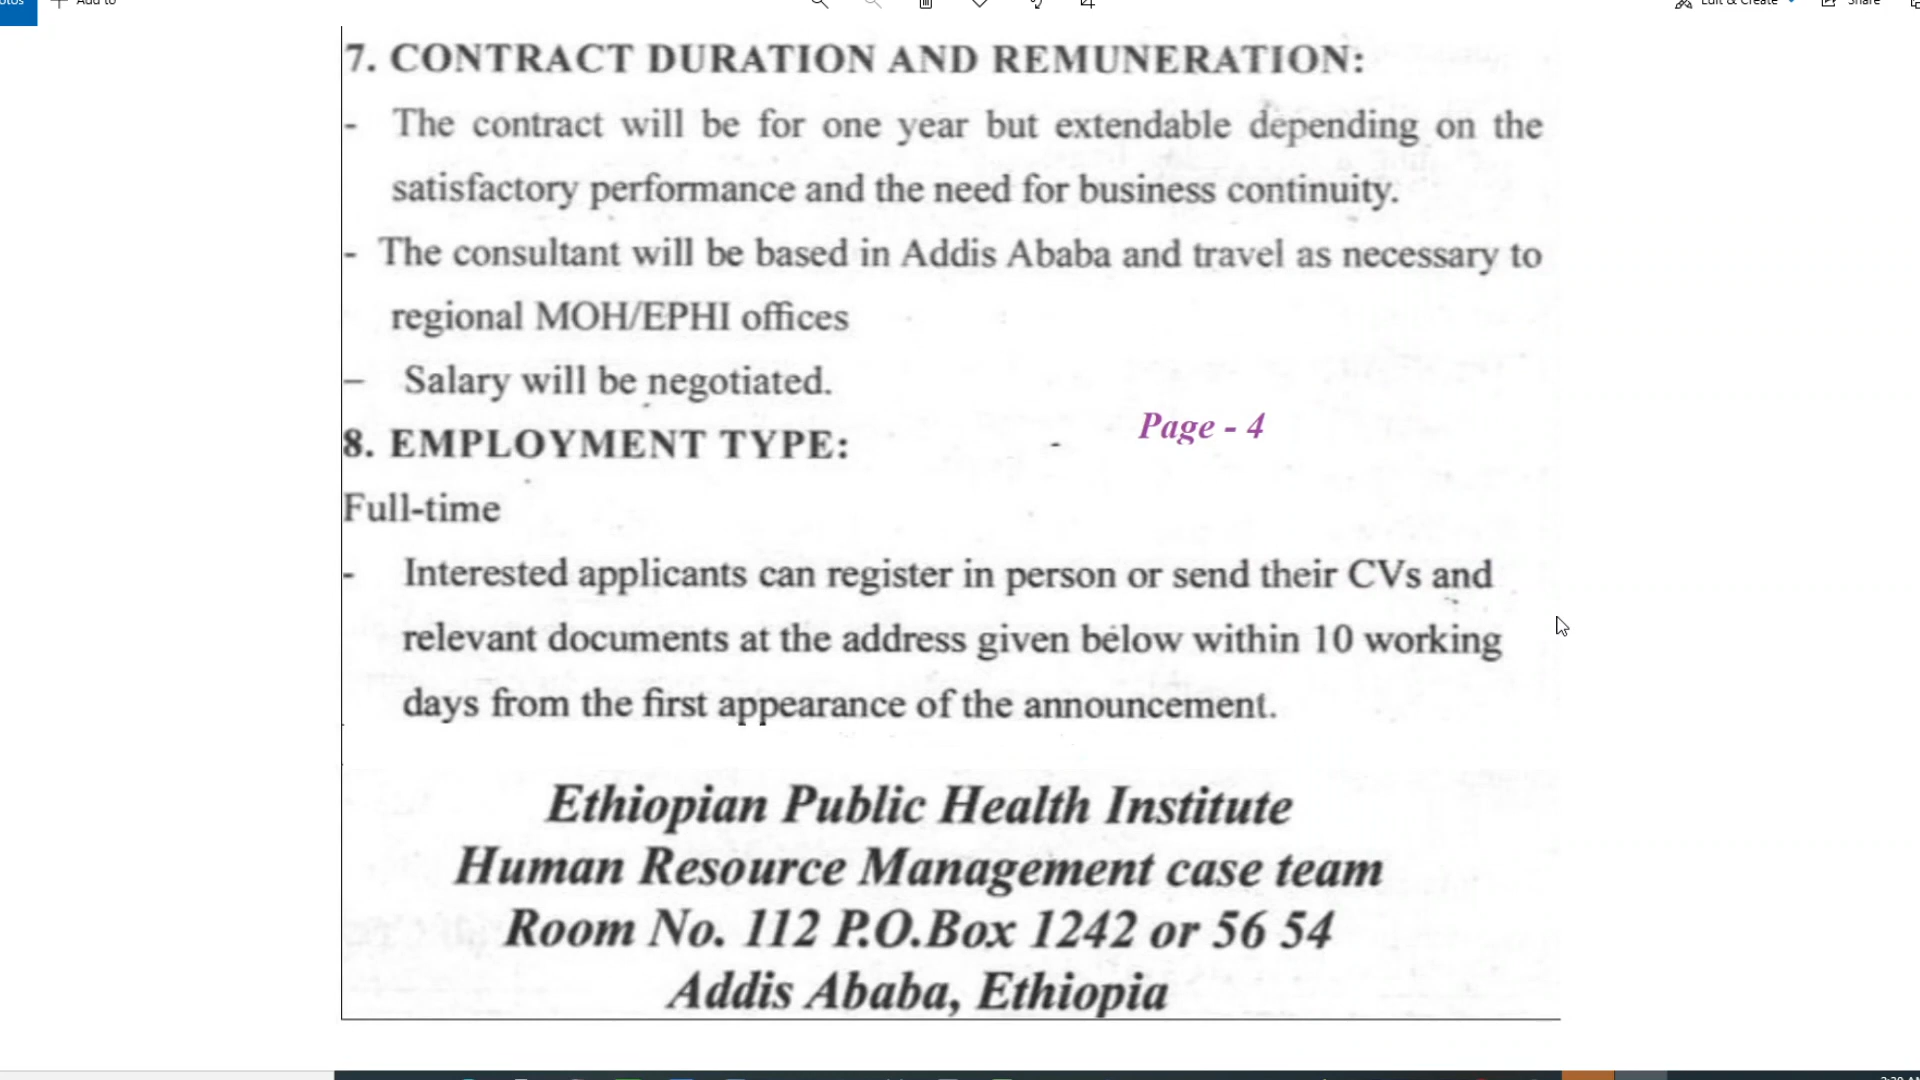 Add to
Edit & Create
Share
7. CONTRACT DURATION AND REMUNERATION:
- The contract will be for one year but extendable depending on the
satisfactory performance and the need for business continuity.
- The consultant will be based in Addis Ababa and travel as necessary to
regional MOH/EPHI offices
– Salary will be negotiated.
Page - 4
8. EMPLOYMENT TYPE:
Full-time
- Interested applicants can register in person or send their CVs and
relevant documents at the address given below within 10 working
days from the first appearance of the announcement.
Ethiopian Public Health Institute
Human Resource Management case team
Room No. 112 P.O.Box 1242 or 56 54
Addis Ababa, Ethiopia